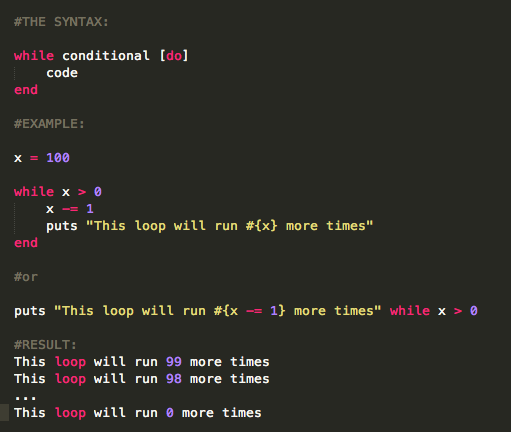 #THE SYNTAX:
while conditional [do]
    code
end
#EXAMPLE:
x = 100
while x > 0
    x -= 1
    puts "This loop will run #{x} more times"
end
#or
puts "This loop will run #{x -= 1} more times" while x > 0
#RESULT:
This loop will run 99 more times
This loop will run 98 more times
...
This loop will run 0 more times